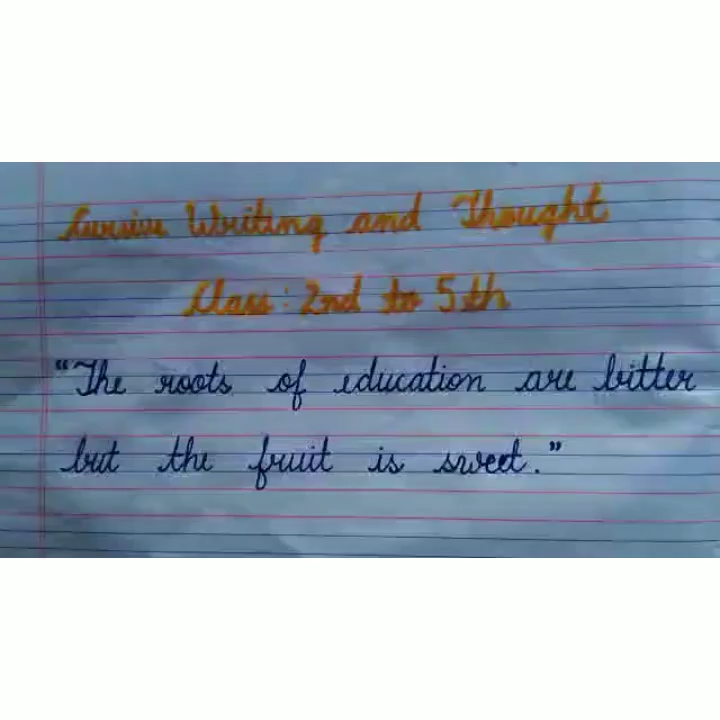 Cursive Writing and Thought
Class : 2nd to 5th
"The roots of education are bitter
but the fruit is sweet."